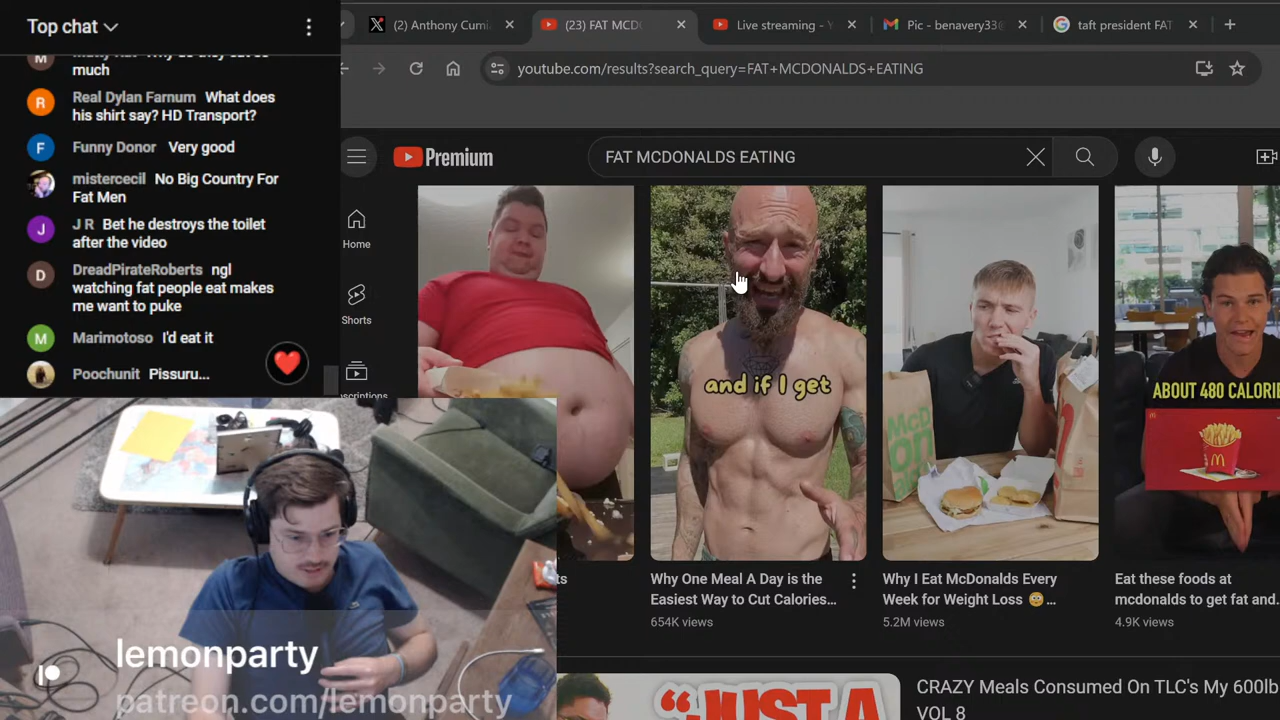 Top chat
much
Real Dylan Farnum What does
his shirt say? HD Transport?
Funny Donor Very good
mistercecil No Big Country For
Fat Men
J R Bet he destroys the toilet
after the video
DreadPirateRoberts ngl
watching fat people eat makes
me want to puke
Marimotoso I'd eat it
Poochunit Pissuru...
(2) Anthony Cumi
(23) FAT MCDO
Live streaming - Y
Pic - benavery33@
taft president FAT
youtube.com/results?search_query=FAT+MCDONALDS+EATING
Premium
FAT MCDONALDS EATING
Home
Shorts
and if I get
McD
on
al
ABOUT 480 CALORI
Why One Meal A Day is the
Easiest Way to Cut Calories...
654K views
Why I Eat McDonalds Every
Week for Weight Loss 😳...
5.2M views
Eat these foods at
mcdonalds to get fat and...
4.9K views
"JUST A
CRAZY Meals Consumed On TLC's My 600lb
VOL 8
lemonparty
patreon.com/lemonparty